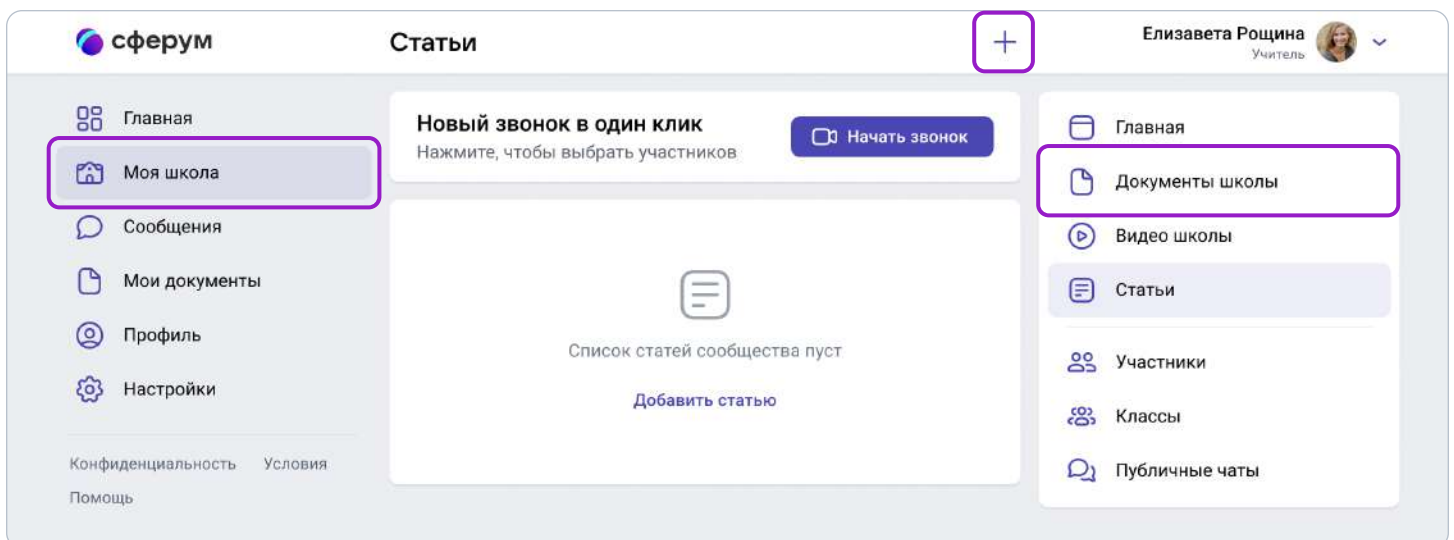 сферум
Статьи
Елизавета Рощина
Учитель
Главная
Моя школа
Сообщения
Мои документы
Профиль
Настройки
Конфиденциальность Условия
Помощь
Новый звонок в один клик
Нажмите, чтобы выбрать участников
Начать звонок
Список статей сообщества пуст
Добавить статью
Главная
Документы школы
Видео школы
Статьи
Участники
Классы
Публичные чаты